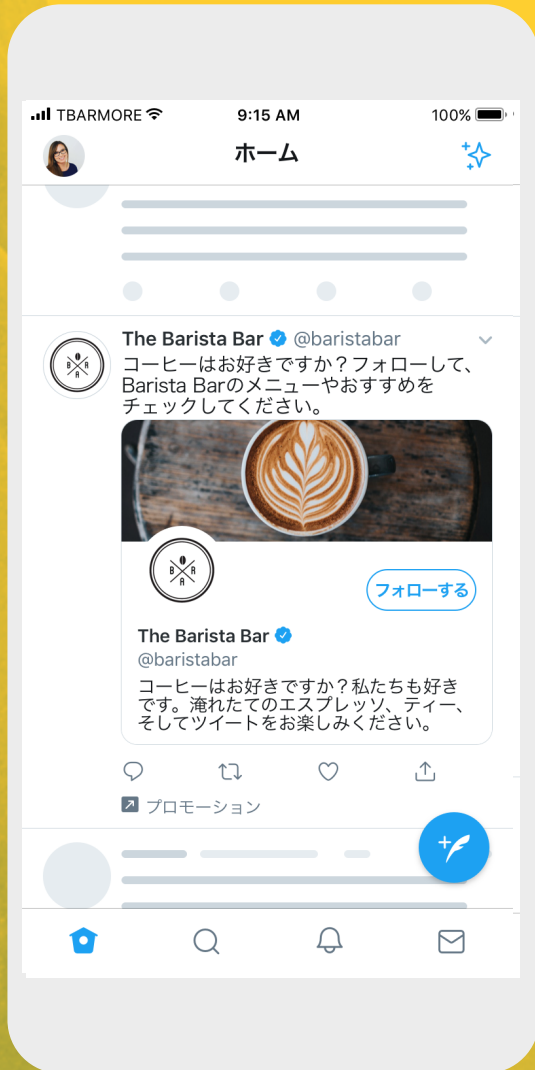 TBARMORE 9:15 AM 100%
ホーム
The Barista Bar @baristabar
コーヒーはお好きですか？フォローして、
Barista Barのメニューやおすすめを
チェックしてください。
B R
A
B R
A
フォローする
The Barista Bar
@baristabar
コーヒーはお好きですか？私たちも好き
です。淹れたてのエスプレッソ、ティー、
そしてツイートをお楽しみください。
プロモーション